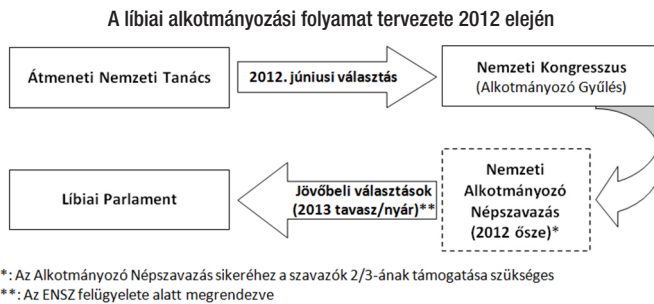 A líbiai alkotmányozási folyamat tervezete 2012 elején
Átmeneti Nemzeti Tanács
2012. júniusi választás
Nemzeti Kongresszus
(Alkotmányozó Gyűlés)
Nemzeti
Alkotmányozó
Népszavazás
(2012 ősze)*
Jövőbeli választások
(2013 tavasz/nyár)**
Líbiai Parlament
*: Az Alkotmányozó Népszavazás sikeréhez a szavazók 2/3-ának támogatása szükséges
**: Az ENSZ felügyelete alatt megrendezve